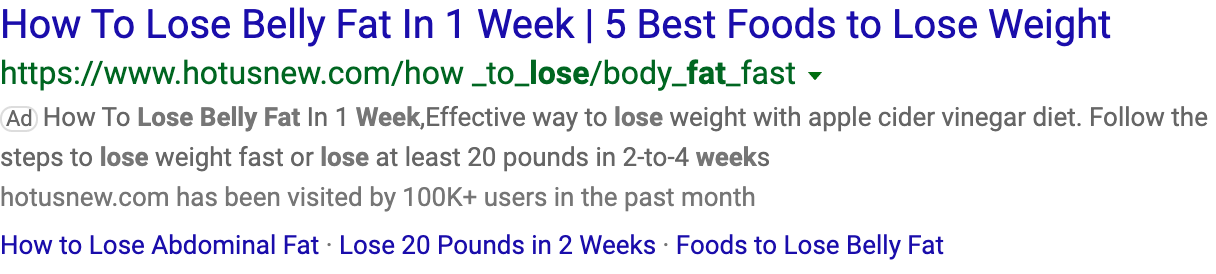 How To Lose Belly Fat In 1 Week | 5 Best Foods to Lose Weight
https://www.hotusnew.com/how _to_lose/body_fat_fast
Ad How To Lose Belly Fat In 1 Week,Effective way to lose weight with apple cider vinegar diet. Follow the
steps to lose weight fast or lose at least 20 pounds in 2-to-4 weeks
hotusnew.com has been visited by 100K+ users in the past month
How to Lose Abdominal Fat · Lose 20 Pounds in 2 Weeks · Foods to Lose Belly Fat